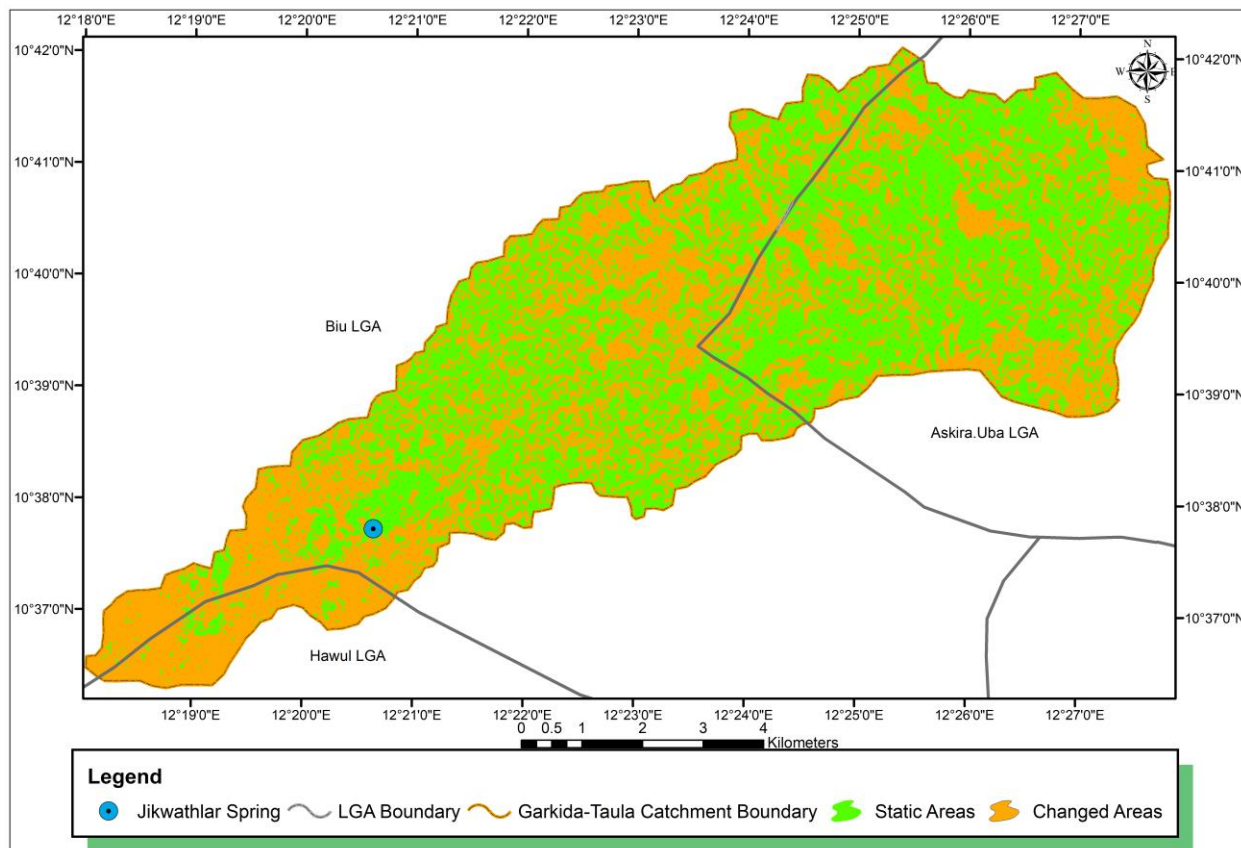 12°18'0"E 12°19'0"E 12°20'0"E 12°21'0"E 12°22'0"E 12°23'0"E 12°24'0"E 12°25'0"E 12°26'0"E 12°27'0"E
N
W E
S
10°42'0"N 10°42'0"N
10°41'0"N 10°41'0"N
10°40'0"N 10°40'0"N
Biu LGA
10°39'0"N 10°39'0"N
Askira.Uba LGA
10°38'0"N 10°38'0"N
10°37'0"N 10°37'0"N
Hawul LGA
12°19'0"E 12°20'0"E 12°21'0"E 12°22'0"E 12°23'0"E 12°24'0"E 12°25'0"E 12°26'0"E 12°27'0"E
0 0.5 1 2 3 4
Kilometers
Legend
Jikwathlar Spring LGA Boundary Garkida-Taula Catchment Boundary Static Areas Changed Areas